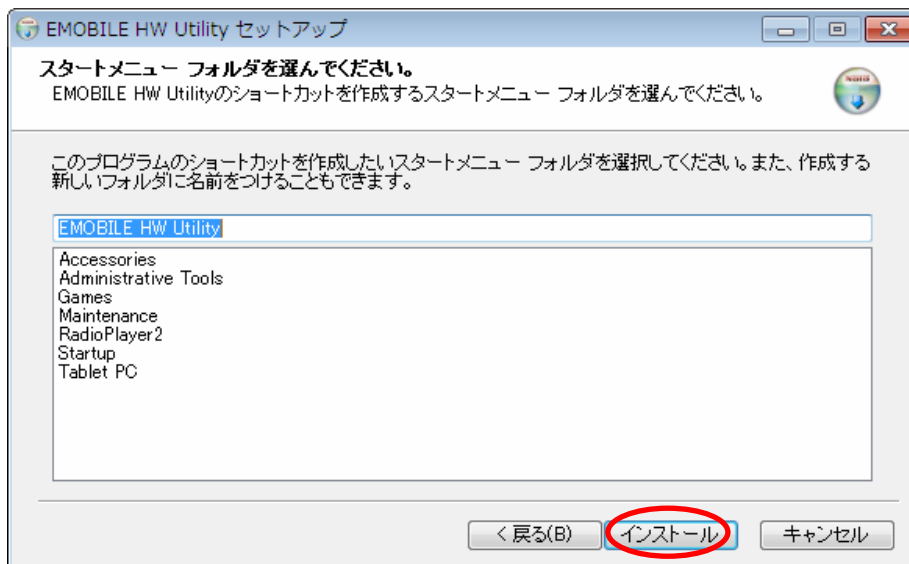 EMOBILE HW Utility セットアップ
スタートメニュー フォルダを選んでください。
EMOBILE HW Utilityのショートカットを作成するスタートメニュー フォルダを選んでください。
このプログラムのショートカットを作成したいスタートメニュー フォルダを選択してください。また、作成する
新しいフォルダに名前をつけることもできます。
EMOBILE HW Utility
Accessories
Administrative Tools
Games
Maintenance
RadioPlayer2
Startup
Tablet PC
< 戻る(B)
インストール
キャンセル